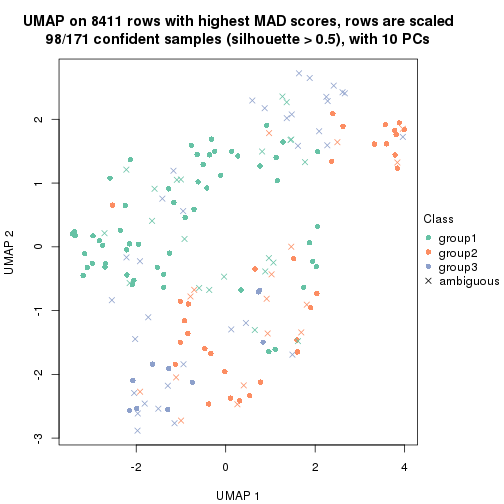 UMAP on 8411 rows with highest MAD scores, rows are scaled
98/171 confident samples (silhouette > 0.5), with 10 PCs
2
1
0
-1
-2
-3
UMAP 2
-2
0
2
4
UMAP 1
Class
group1
group2
group3
ambiguous